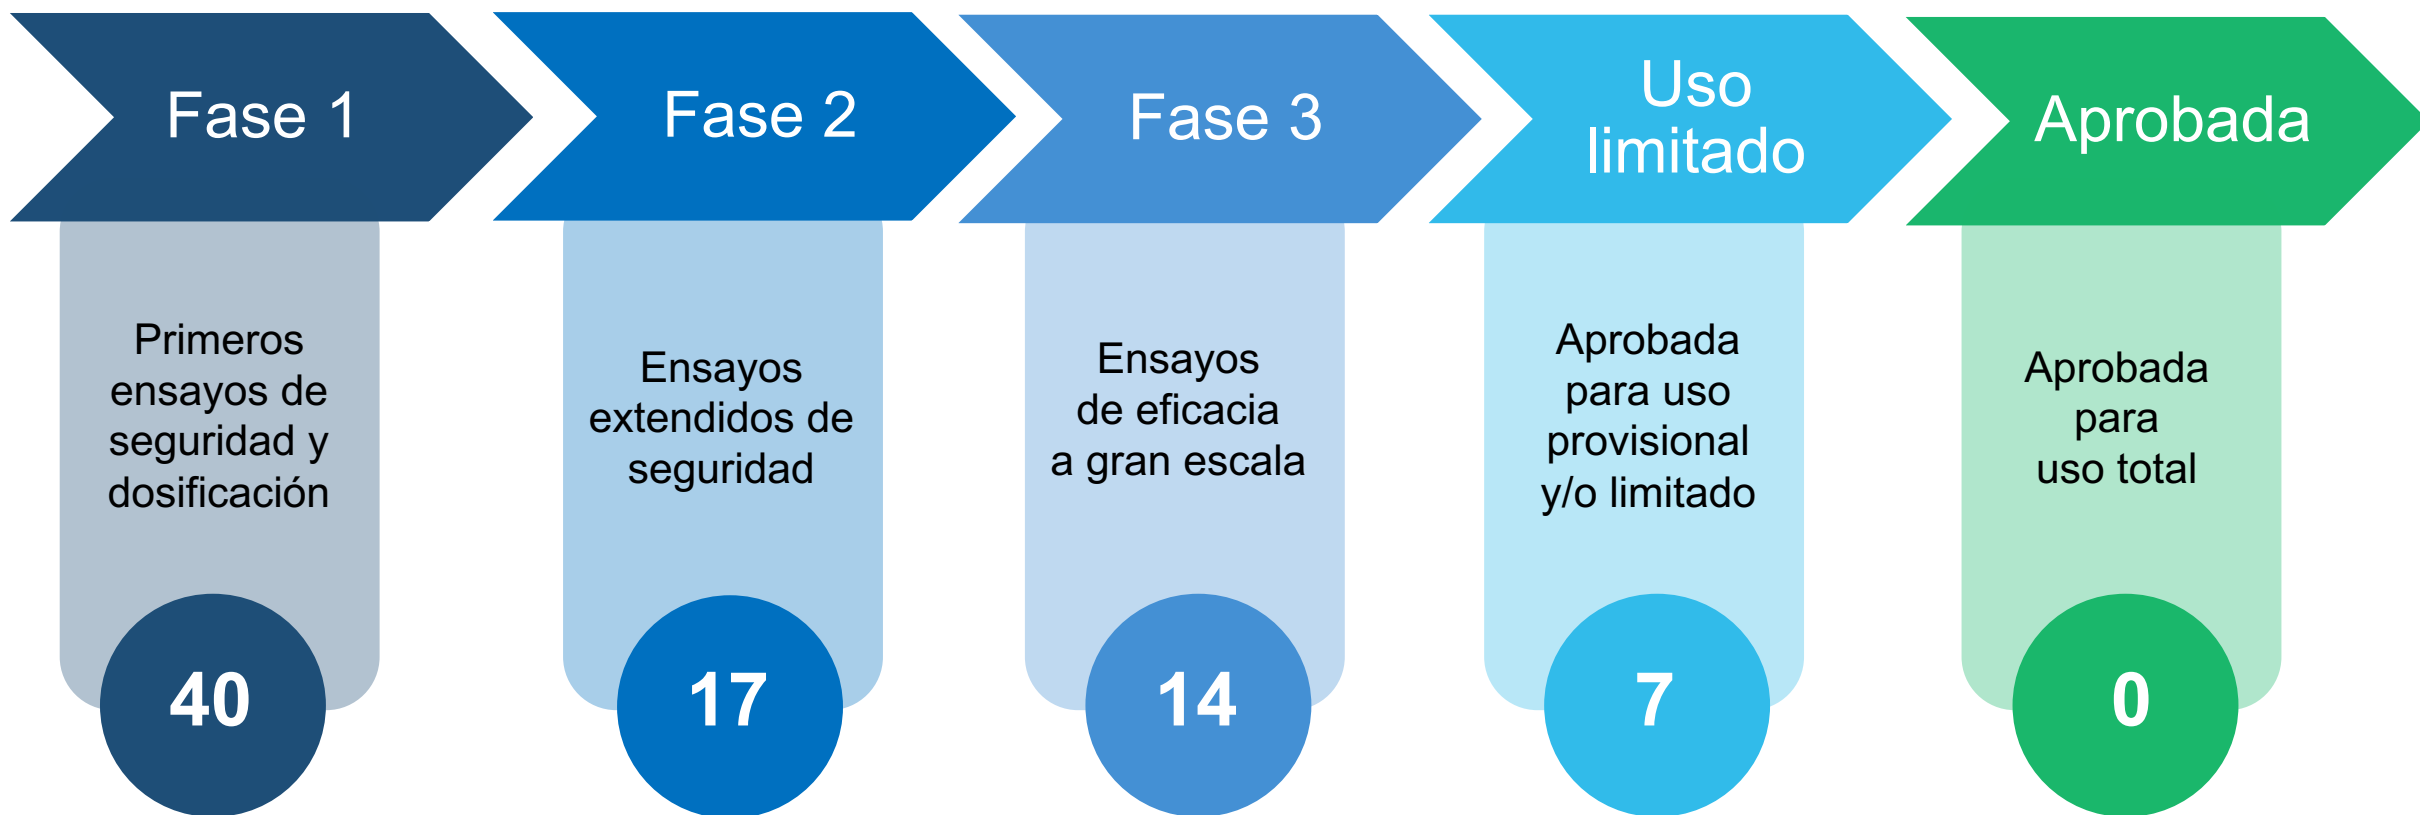 Fase 1
Fase 2
Fase 3
Uso
limitado
Aprobada
Primeros
ensayos de
seguridad y
dosificación
Ensayos
extendidos de
seguridad
Ensayos
de eficacia
a gran escala
Aprobada
para uso
provisional
y/o limitado
Aprobada
para
uso total
40
17
14
7
0